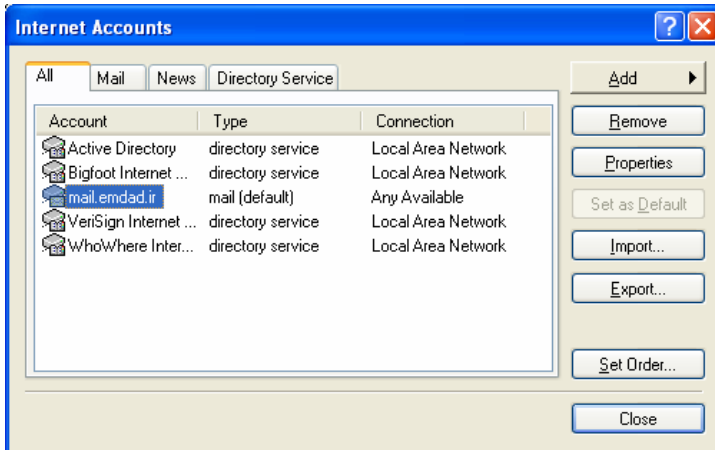 Internet Accounts
All Mail News Directory Service
Add
Account Type Connection
Remove
Active Directory directory service Local Area Network
Bigfoot Internet ... directory service Local Area Network
Properties
mail.emdad.ir mail (default) Any Available
Set as Default
VeriSign Internet ... directory service Local Area Network
WhoWhere Inter... directory service Local Area Network
Import...
Export...
Set Order...
Close